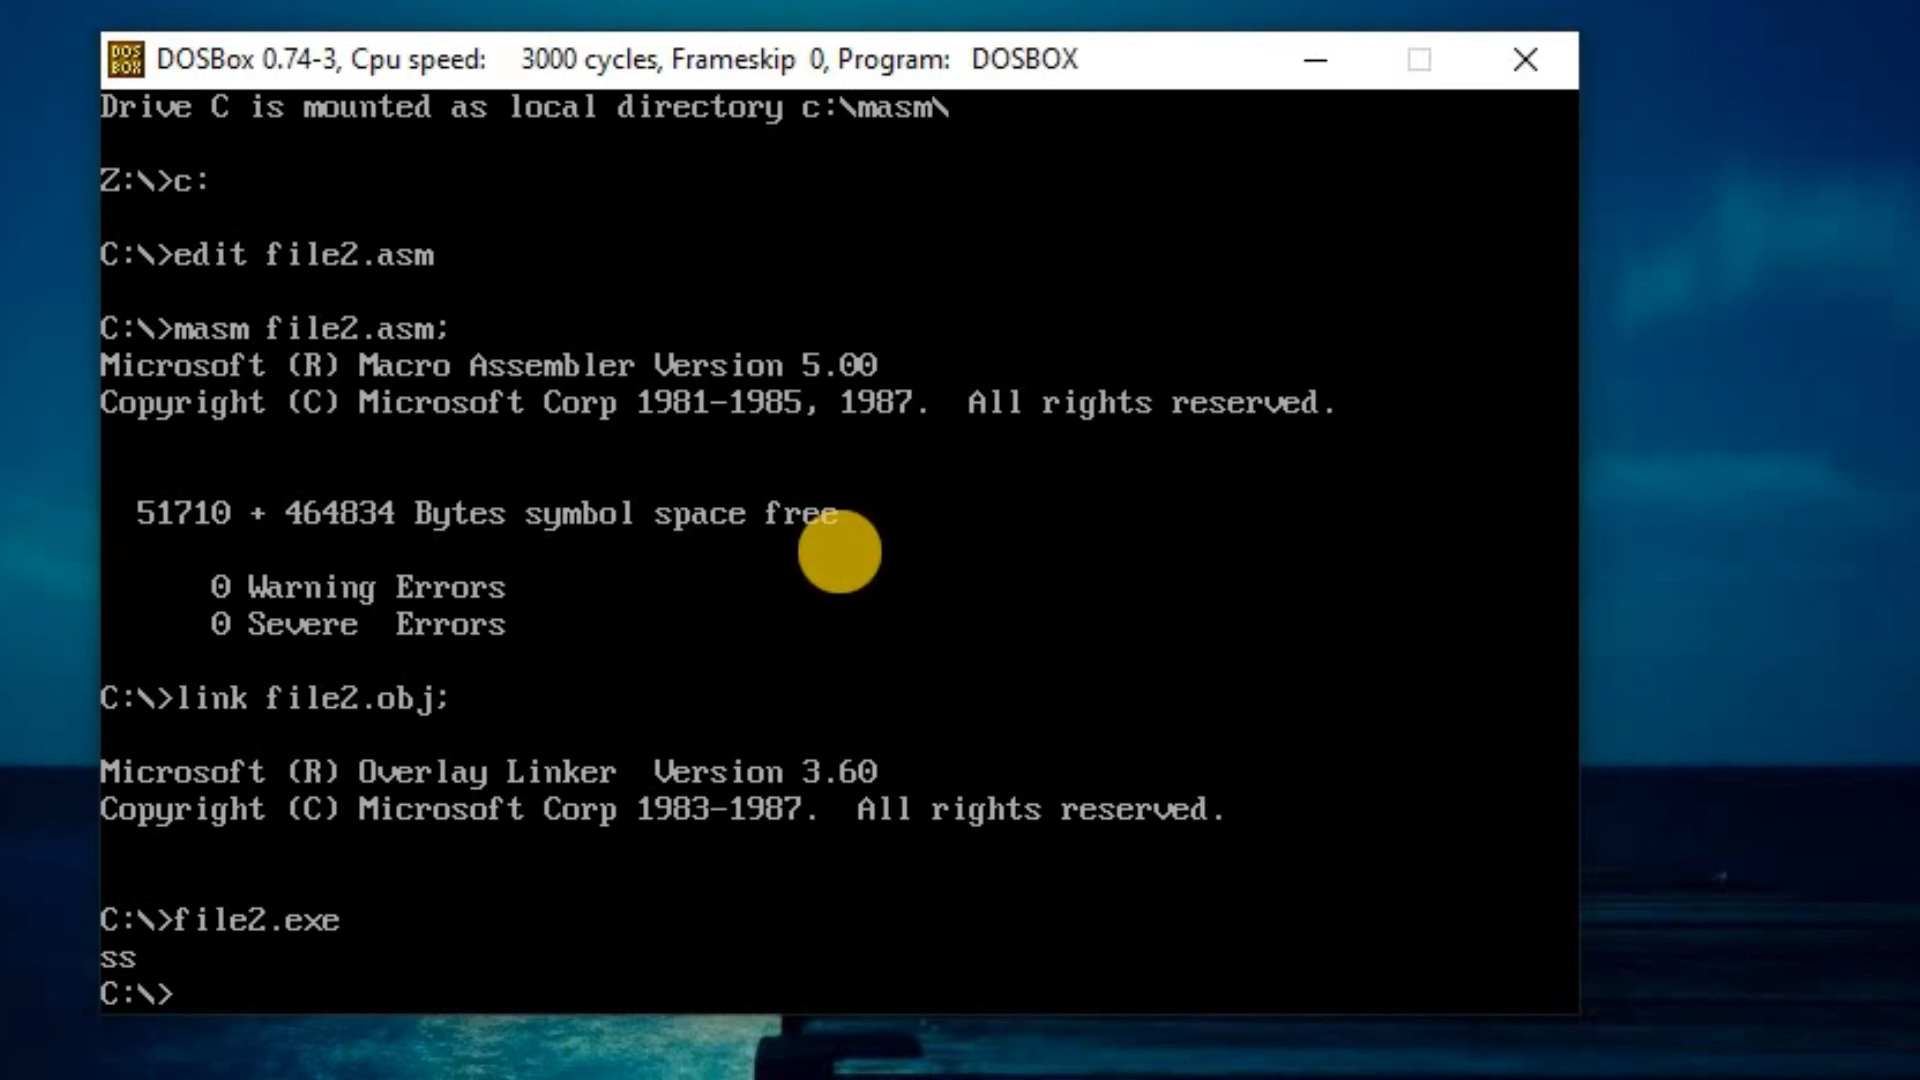 DOS
BOX
DOSBox 0.74-3, Cpu speed: 3000 cycles, Frameskip 0, Program: DOSBOX
Drive C is mounted as local directory c:\masm\
Z:\>c:
C:\>edit file2.asm
C:\>masm file2.asm;
Microsoft (R) Macro Assembler Version 5.00
Copyright (C) Microsoft Corp 1981-1985, 1987. All rights reserved.
51710 + 464834 Bytes symbol space free
0 Warning Errors
0 Severe Errors
C:\>link file2.obj;
Microsoft (R) Overlay Linker Version 3.60
Copyright (C) Microsoft Corp 1983-1987. All rights reserved.
C:\>file2.exe
ss
C:\>